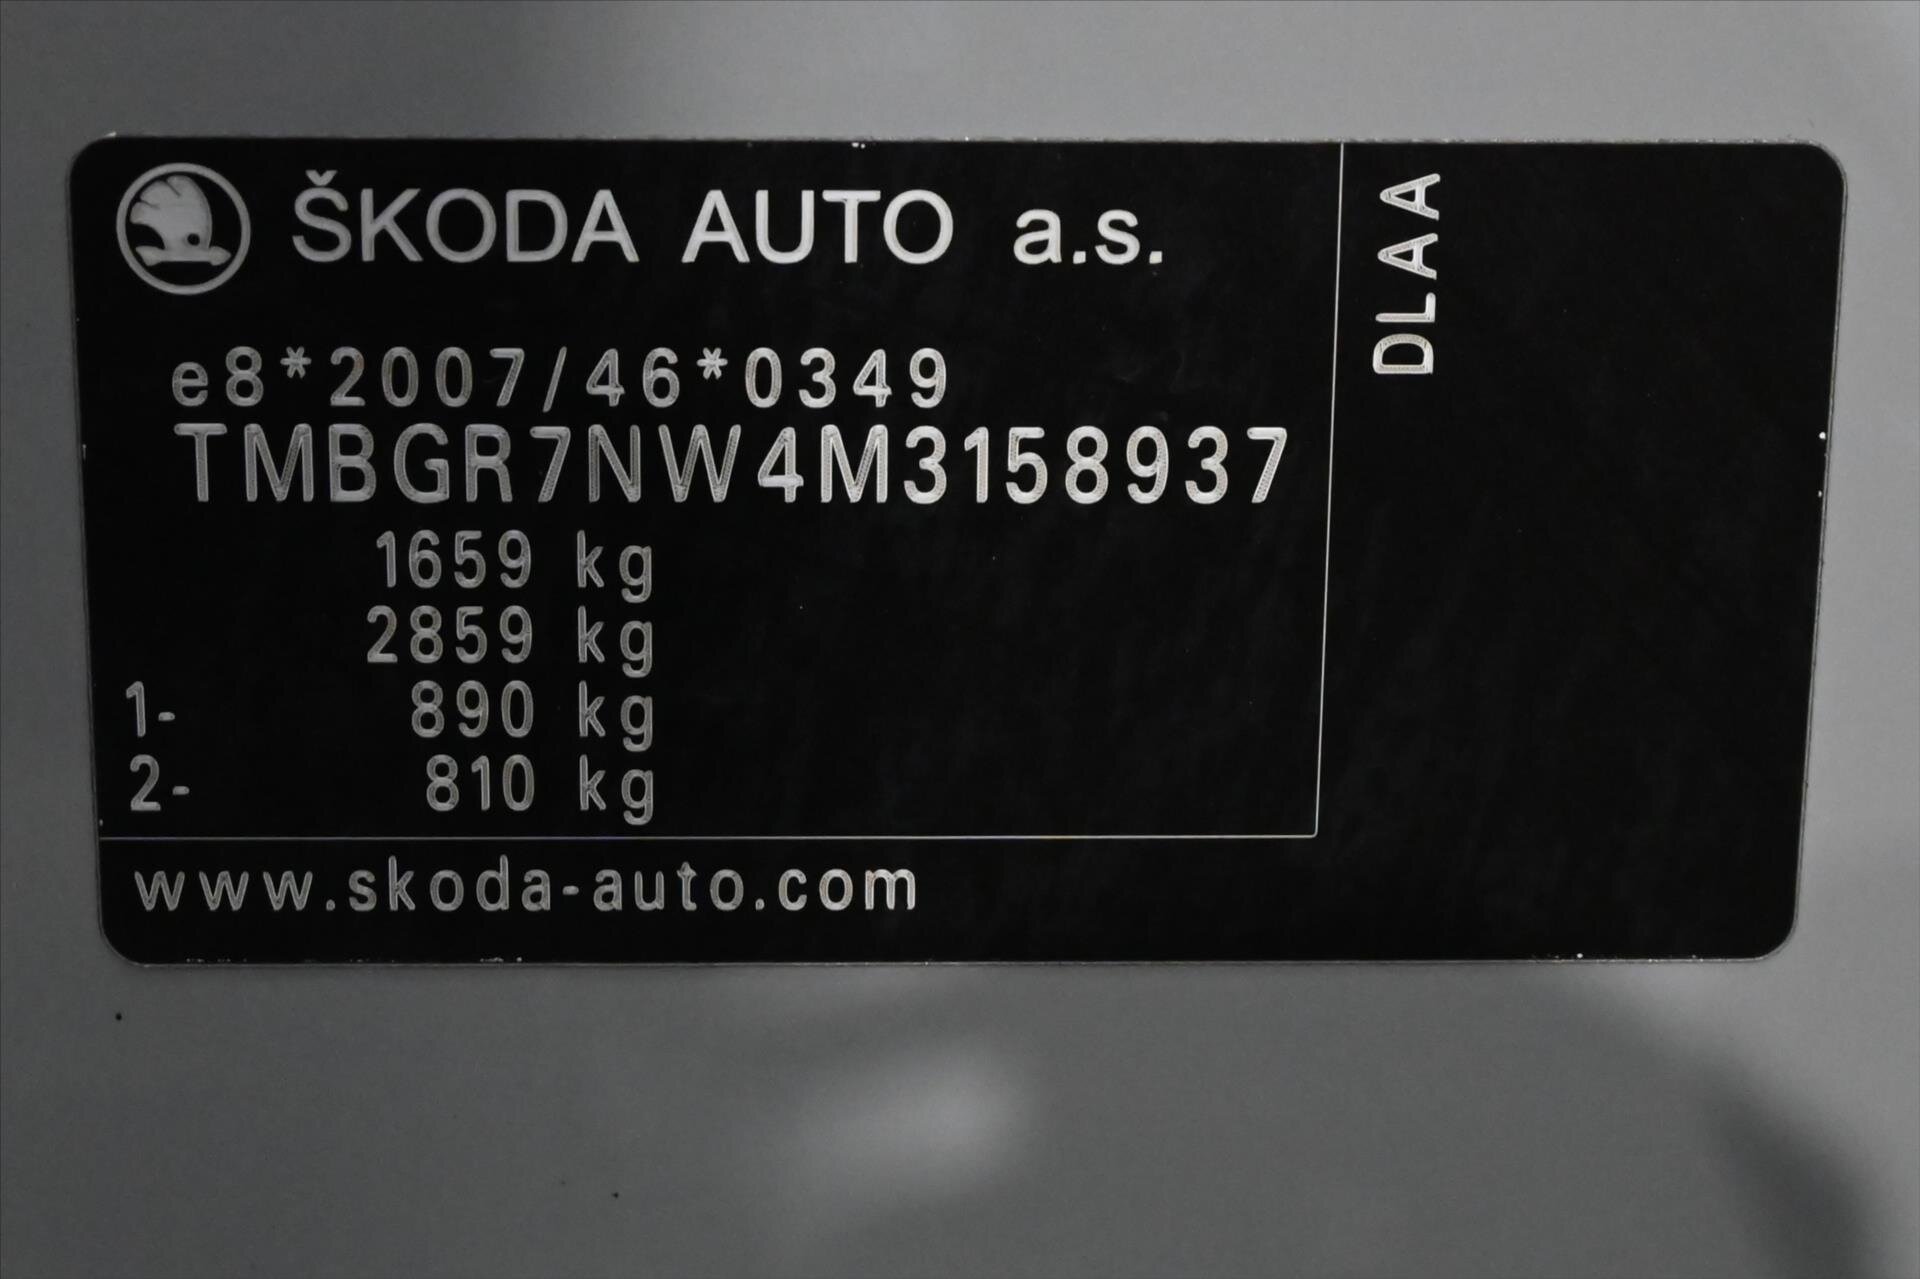 ŠKODA AUTO a.s.
e8*2007/46*0349
TMBGR7NW4M3158937
1659 kg
2859 kg
1- 890 kg
2- 810 kg
www.skoda-auto.com
DLAA